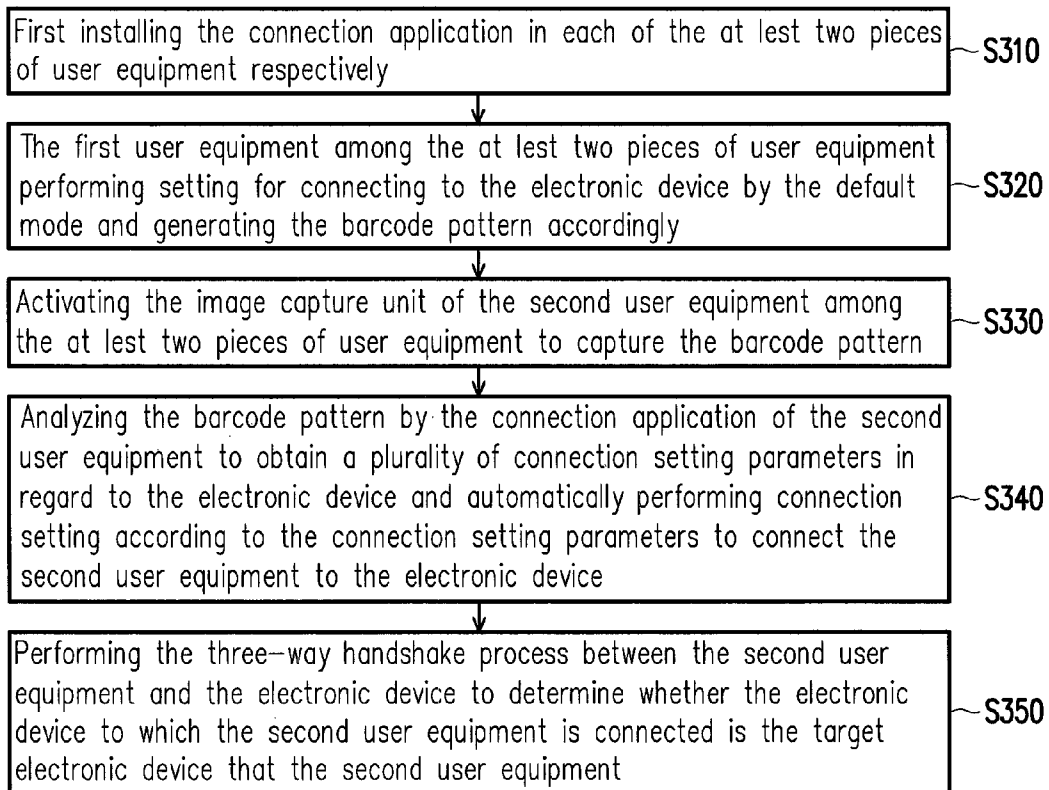 First installing the connection application in each of the at lest two pieces
of user equipment respectively
S310
The first user equipment among the at lest two pieces of user equipment
performing setting for connecting to the electronic device by the default
mode and generating the barcode pattern accordingly
S320
Activating the image capture unit of the second user equipment among
the at lest two pieces of user equipment to capture the barcode pattern
S330
Analyzing the barcode pattern by the connection application of the second
user equipment to obtain a plurality of connection setting parameters in
regard to the electronic device and automatically performing connection
setting according to the connection setting parameters to connect the
second user equipment to the electronic device
S340
Performing the three-way handshake process between the second user
equipment and the electronic device to determine whether the electronic
device to which the second user equipment is connected is the target
electronic device that the second user equipment
S350